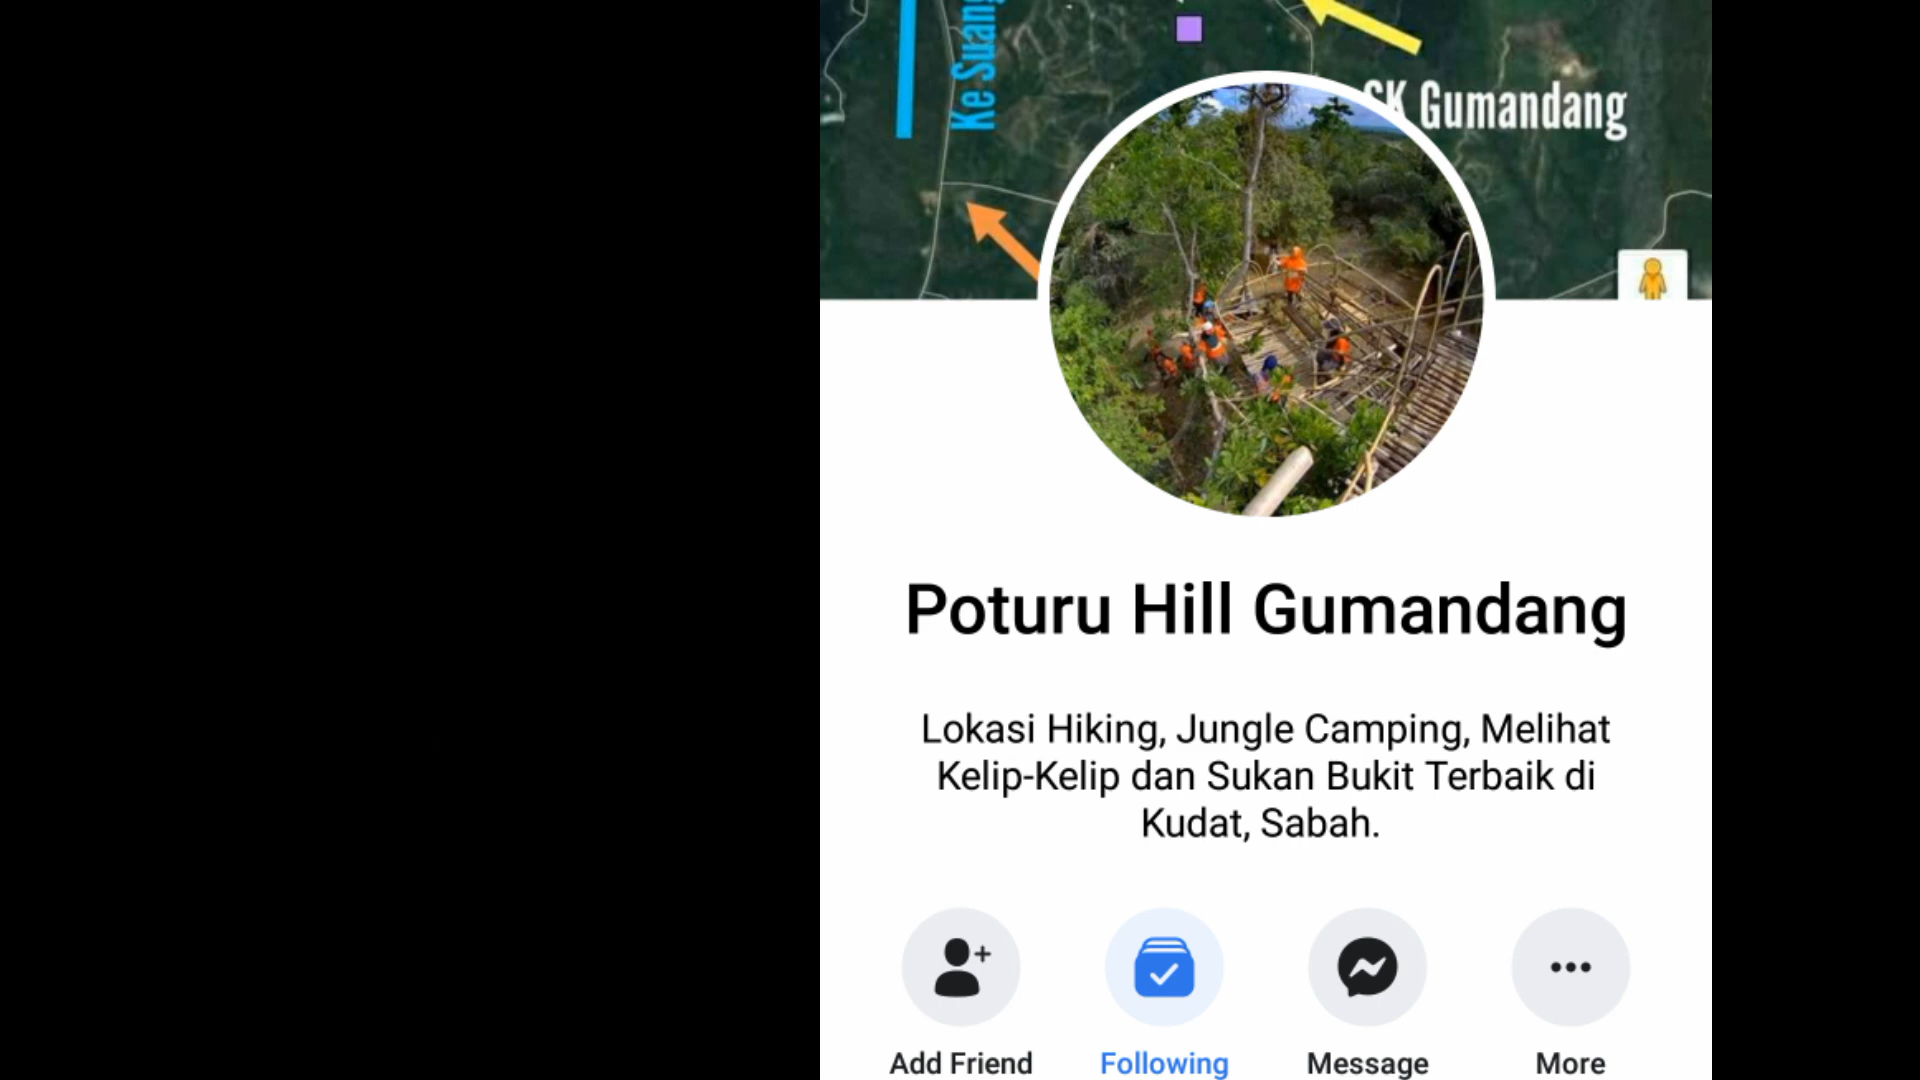 Ke Suang
SK Gumandang
Poturu Hill Gumandang
Lokasi Hiking, Jungle Camping, Melihat
Kelip-Kelip dan Sukan Bukit Terbaik di
Kudat, Sabah.
Add Friend
Following
Message
More